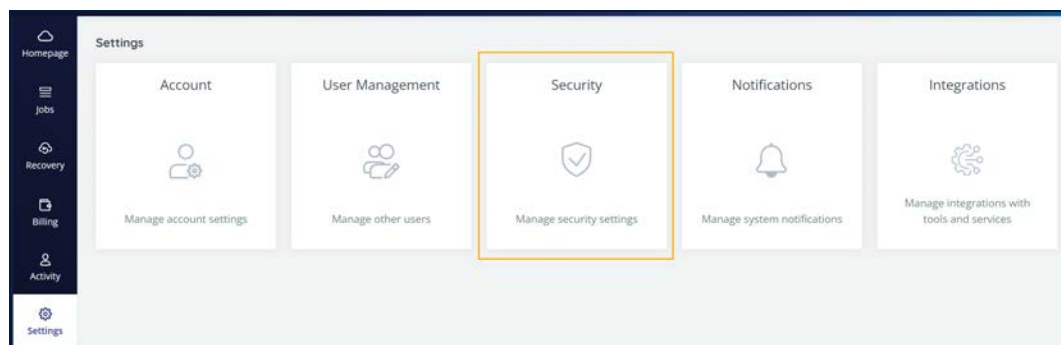 Homepage
Jobs
Recovery
Billing
Activity
Settings
Settings
Account
Manage account settings
User Management
Manage other users
Security
Manage security settings
Notifications
Manage system notifications
Integrations
Manage integrations with
tools and services